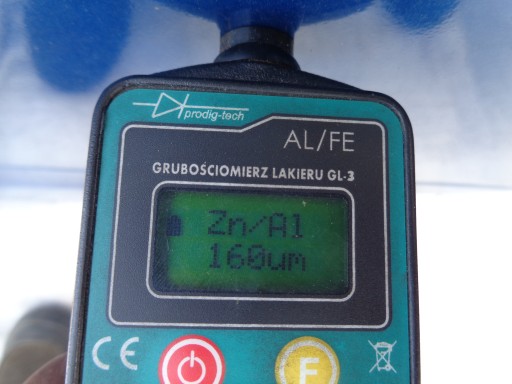 prodig-tech
AL/FE
GRUBOŚCIOMIERZ LAKIERU GL-3
Zn/Al
160um
CE
F